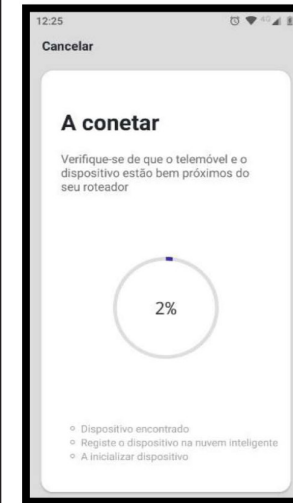 12:25
4G
Cancelar
A conetar
Verifique-se de que o telemóvel e o
dispositivo estão bem próximos do
seu roteador
2%
Dispositivo encontrado
Registe o dispositivo na nuvem inteligente
A inicializar dispositivo